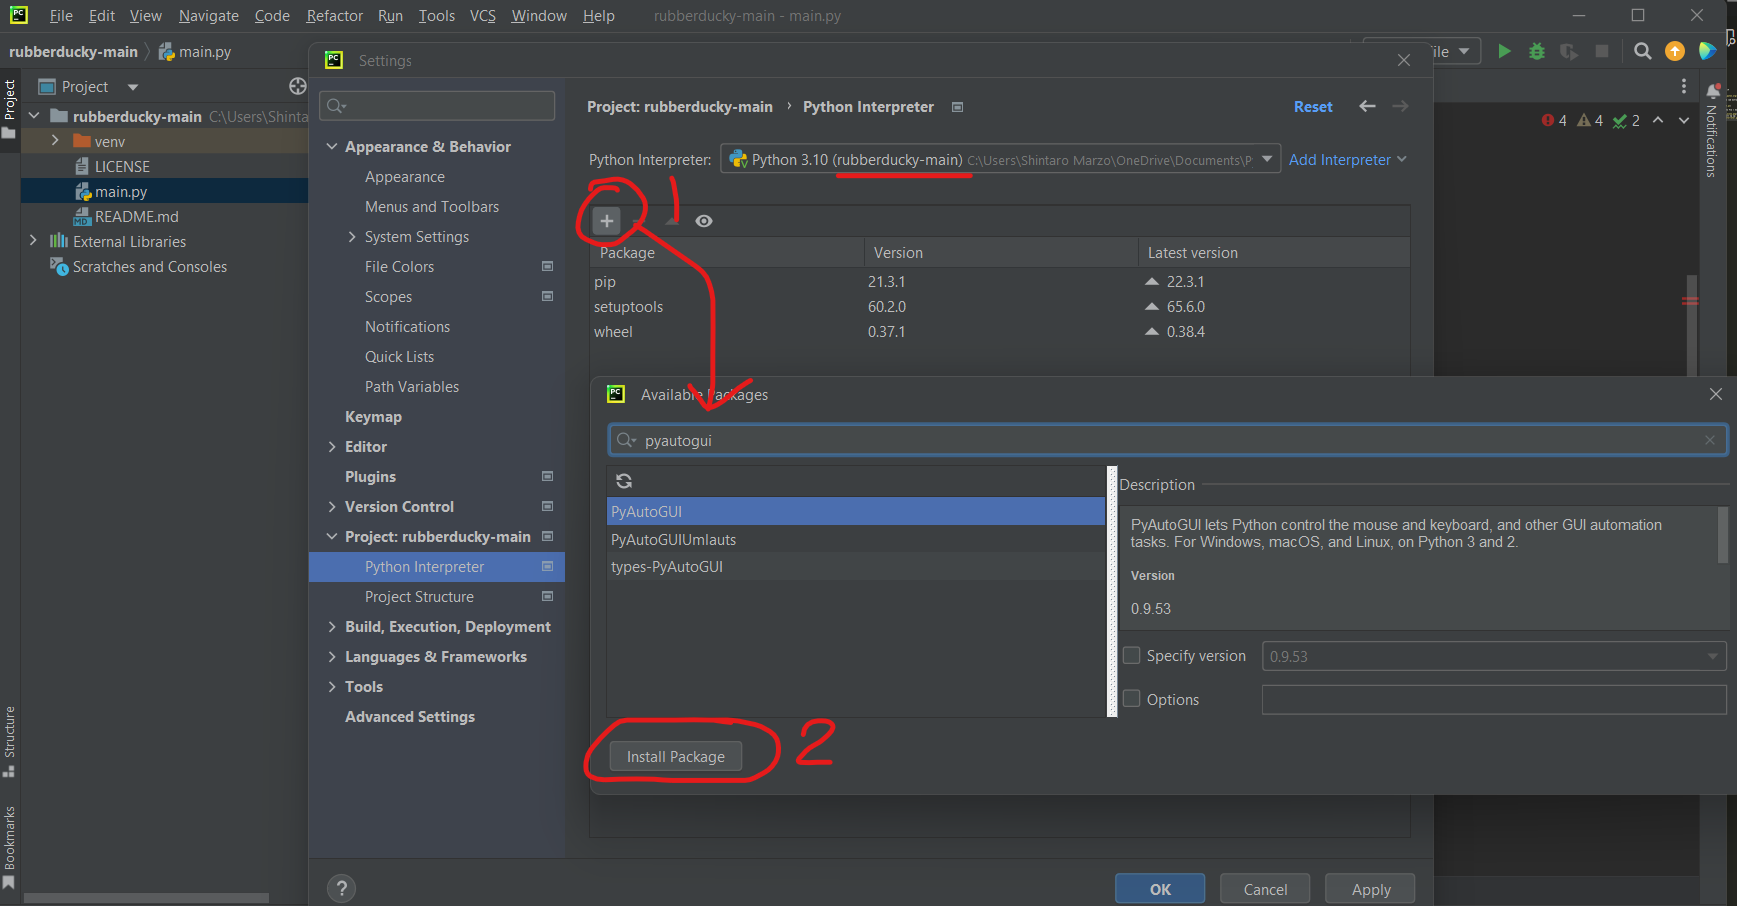 PC File Edit View Navigate Code Refactor Run Tools VCS Window Help rubberducky-main - main.py
rubberducky-main main.py
ile
Project
Project
rubberducky-main C:\Users\Shinta
venv
LICENSE
main.py
README.md
External Libraries
Scratches and Consoles
Structure
Bookmarks
PC Settings
Appearance & Behavior
Appearance
Menus and Toolbars
System Settings
File Colors
Scopes
Notifications
Quick Lists
Path Variables
Keymap
Editor
Plugins
Version Control
Project: rubberducky-main
Python Interpreter
Project Structure
Build, Execution, Deployment
Languages & Frameworks
Tools
Advanced Settings
?
Project: rubberducky-main › Python Interpreter
Reset
Python Interpreter: Python 3.10 (rubberducky-main) C:\Users\Shintaro Marzo\OneDrive\Documents\P
Add Interpreter
1
Package Version Latest version
pip 21.3.1 22.3.1
setuptools 60.2.0 65.6.0
wheel 0.37.1 0.38.4
4 4 2
Notifications
PC Available Packages
pyautogui
PyAutoGUI
PyAutoGUIUmlauts
types-PyAutoGUI
Description
PyAutoGUI lets Python control the mouse and keyboard, and other GUI automation
tasks. For Windows, macOS, and Linux, on Python 3 and 2.
Version
0.9.53
Specify version 0.9.53
Options
Install Package
2
OK Cancel Apply